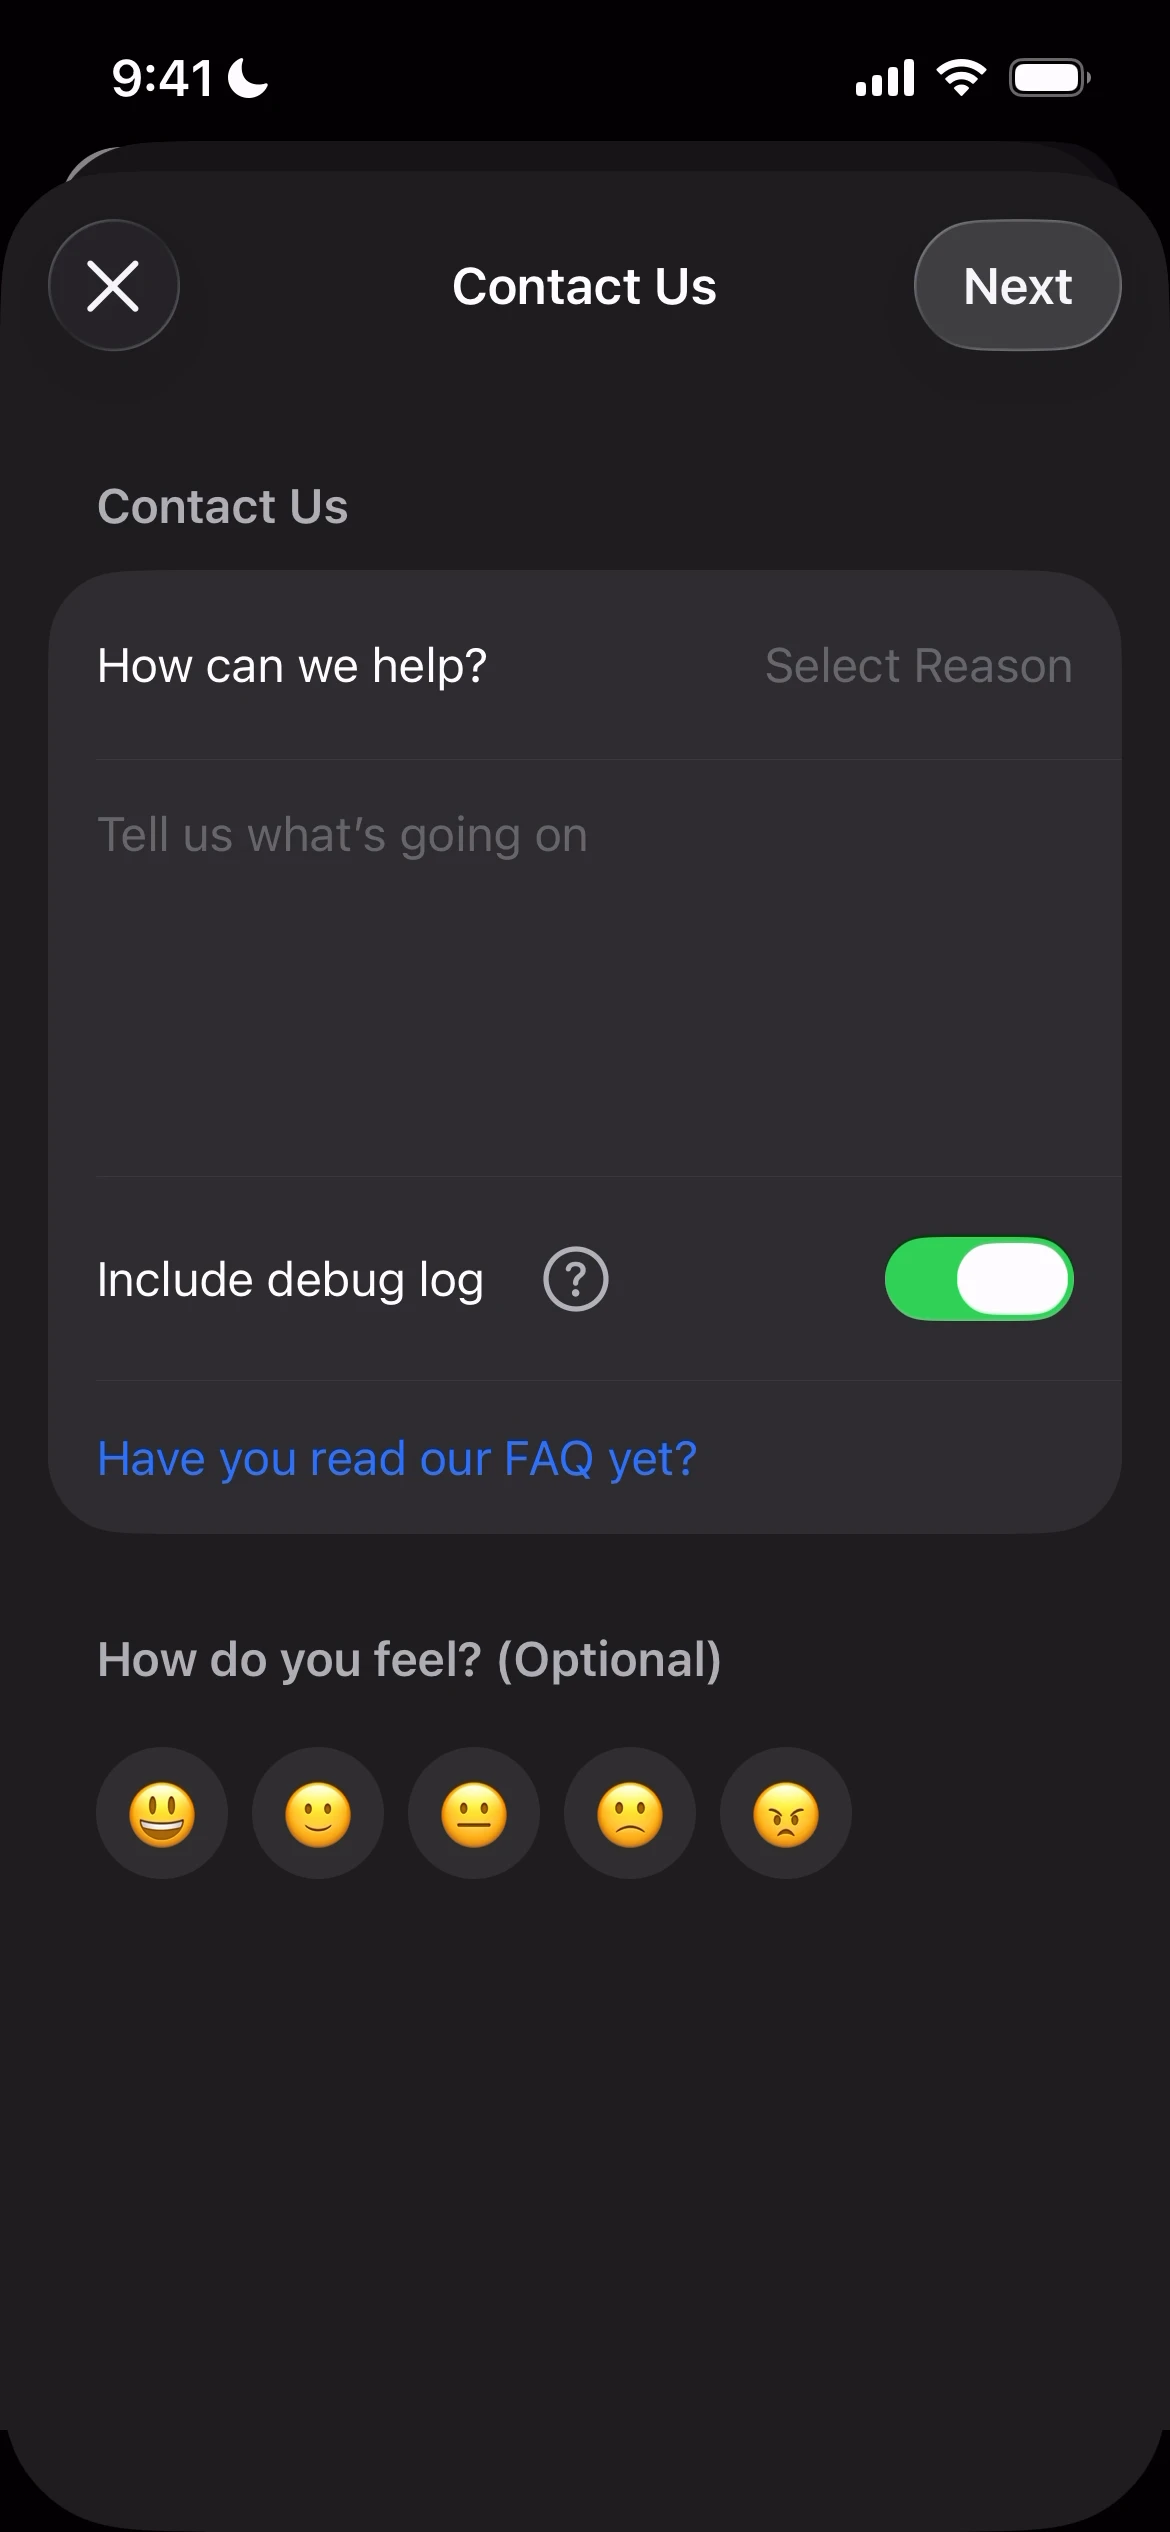 9:41
Contact Us
Next
Contact Us
How can we help?
Select Reason
Tell us what’s going on
Include debug log
?
Have you read our FAQ yet?
How do you feel? (Optional)